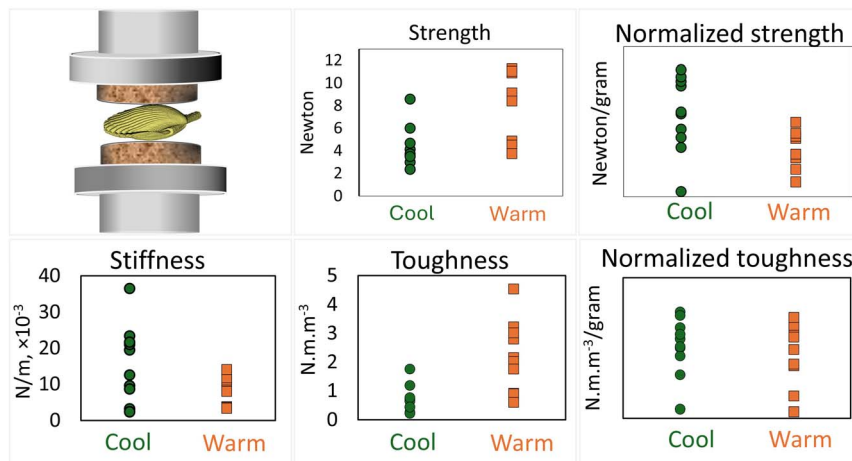 Strength
Newton
12
10
8
6
4
2
0
Cool
Warm
Normalized strength
Newton/gram
Cool
Warm
Stiffness
N/m, ×10⁻³
40
30
20
10
0
Cool
Warm
Toughness
N.m.m⁻³
5
4
3
2
1
0
Cool
Warm
Normalized toughness
N.m.m⁻³/gram
Cool
Warm